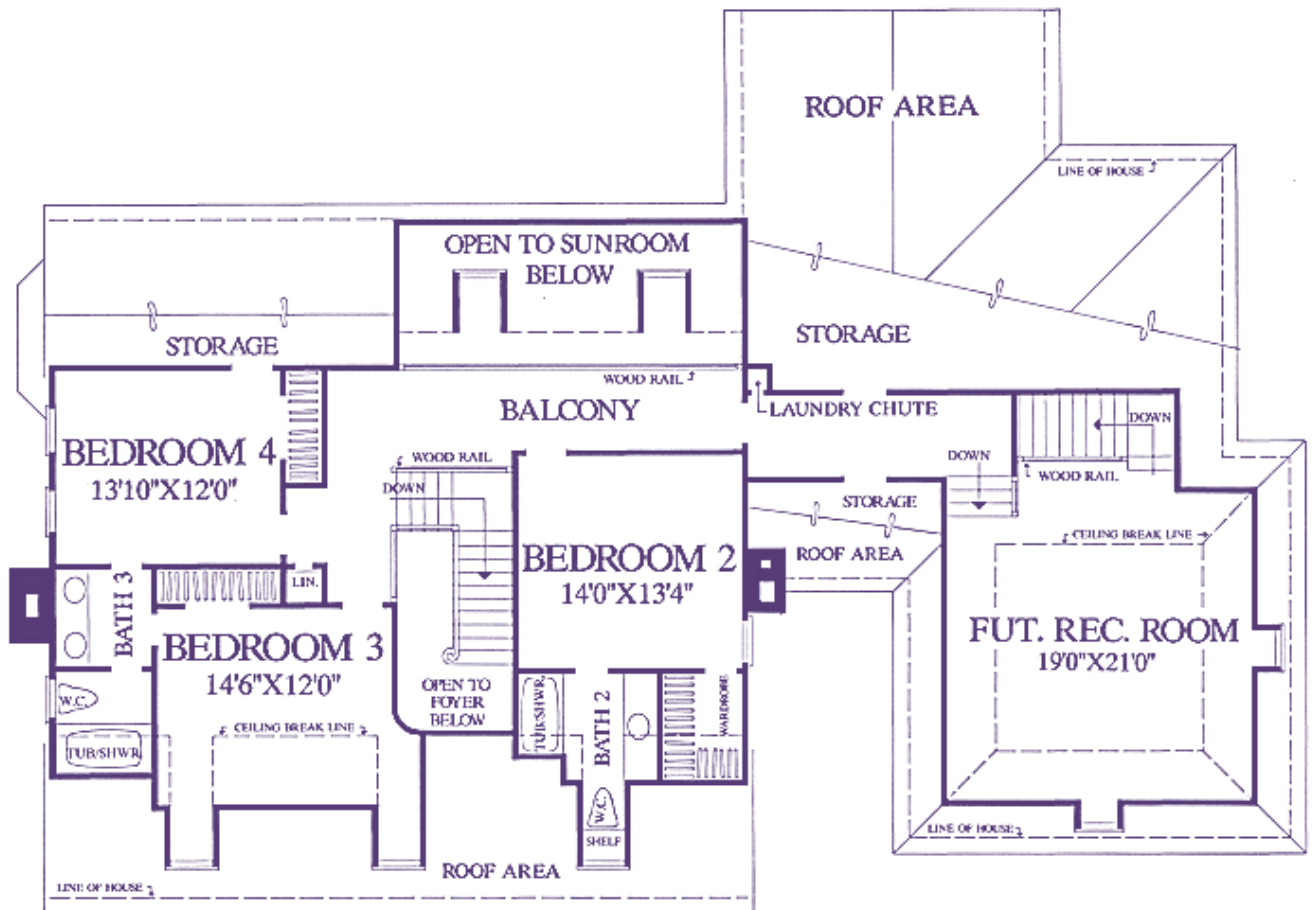 ROOF AREA
LINE OF HOUSE
OPEN TO SUNROOM
BELOW
STORAGE
STORAGE
WOOD RAIL
BALCONY
LAUNDRY CHUTE
DOWN
BEDROOM 4
13'10"X12'0"
WOOD RAIL
DOWN
DOWN
WOOD RAIL
STORAGE
CEILING BREAK LINE
ROOF AREA
BEDROOM 2
14'0"X13'4"
LIN.
BATH 3
BEDROOM 3
14'6"X12'0"
FUT. REC. ROOM
19'0"X21'0"
OPEN TO
FOYER
BELOW
W.C.
TUB/SHWR
CEILING BREAK LINE
TUB/SHWR.
BATH 2
WARDROBE
W.C.
SHELF
LINE OF HOUSE
ROOF AREA
LINE OF HOUSE